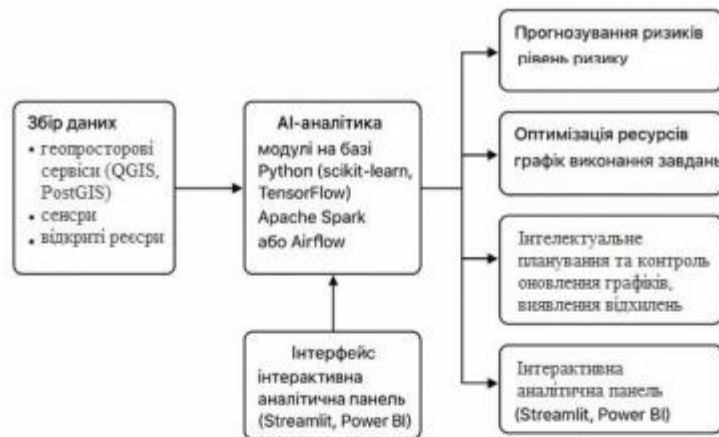 Збір даних
• геопросторові
сервіси (QGIS,
PostGIS)
• сенсри
• відкриті реєсри
AI-аналітика
модулі на базі
Python (scikit-learn,
TensorFlow)
Apache Spark
або Airflow
Інтерфейс
інтерактивна
аналітична панель
(Streamlit, Power BI)
Прогнозування ризиків
рівень ризику
Оптимізація ресурсів
графік виконання завдань
Інтелектуальне
планування та контроль
оновлення графіків,
виявлення відхилень
Інтерактивна
аналітична панель
(Streamlit, Power BI)